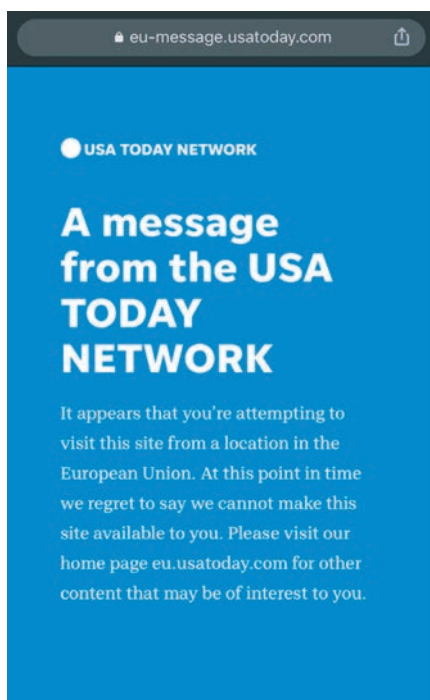 eu-message.usatoday.com
USA TODAY NETWORK
A message
from the USA
TODAY
NETWORK
It appears that you're attempting to
visit this site from a location in the
European Union. At this point in time
we regret to say we cannot make this
site available to you. Please visit our
home page eu.usatoday.com for other
content that may be of interest to you.